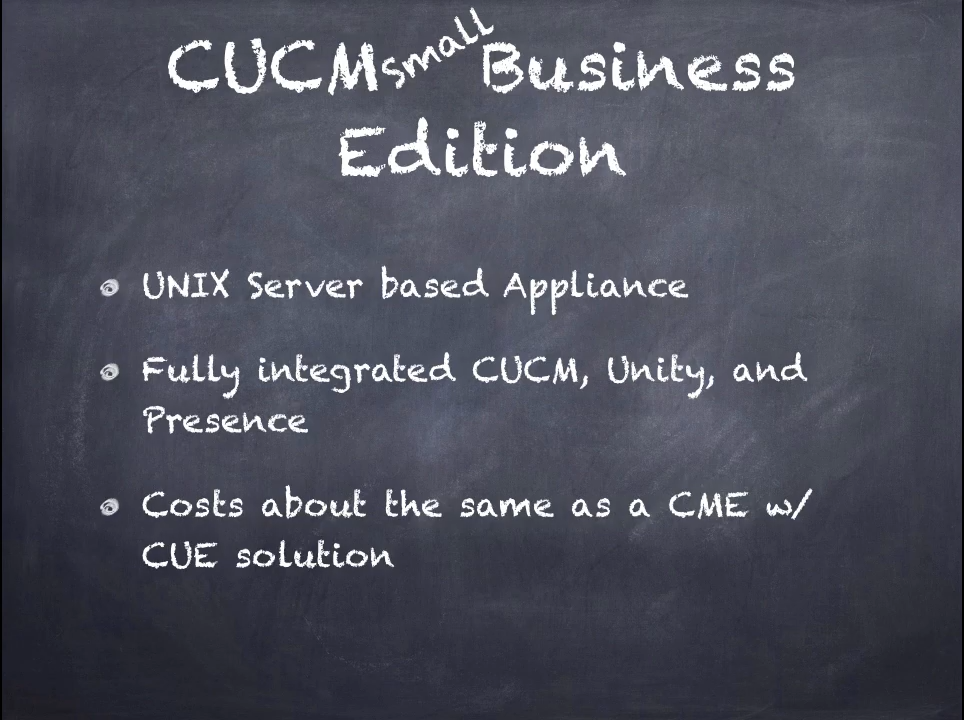 CUCM small Business
Edition
UNIX Server based Appliance
Fully integrated CUCM, Unity, and
Presence
Costs about the same as a CME w/
CUE solution